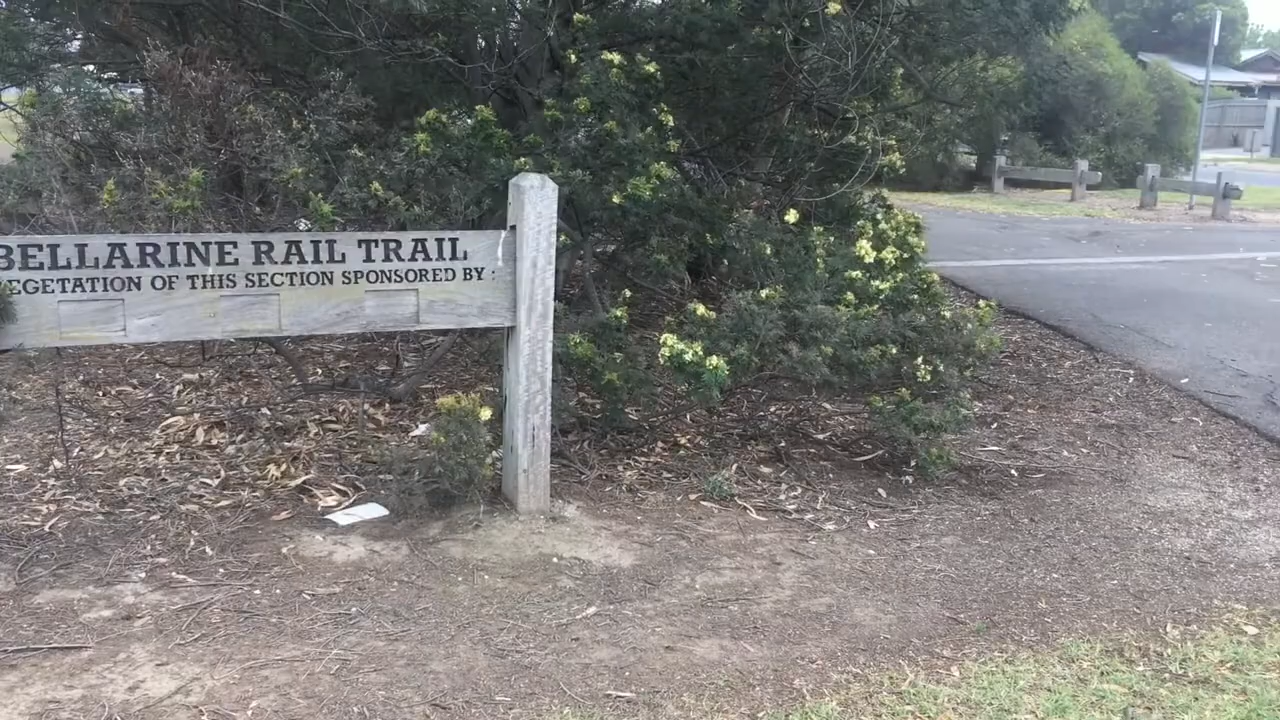 BELLARINE RAIL TRAIL
EGETATION OF THIS SECTION SPONSORED BY :